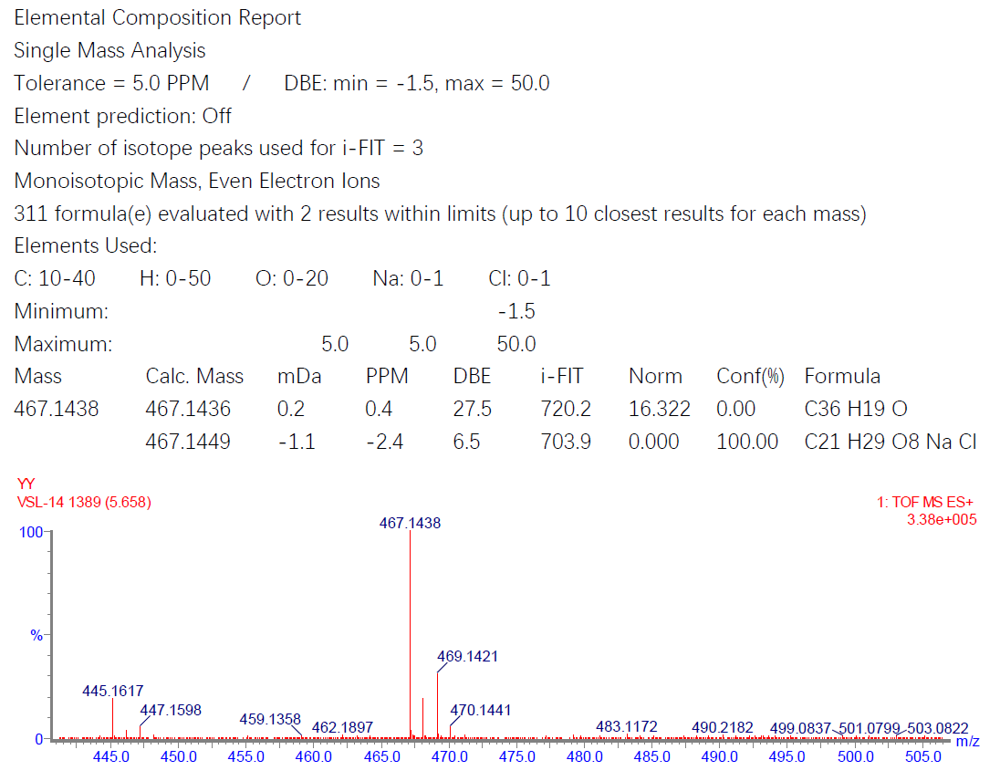 Elemental Composition Report
Single Mass Analysis
Tolerance = 5.0 PPM / DBE: min = -1.5, max = 50.0
Element prediction: Off
Number of isotope peaks used for i-FIT = 3
Monoisotopic Mass, Even Electron Ions
311 formula(e) evaluated with 2 results within limits (up to 10 closest results for each mass)
Elements Used:
C: 10-40 H: 0-50 O: 0-20 Na: 0-1 Cl: 0-1
Minimum: -1.5
Maximum: 5.0 5.0 50.0
Mass Calc. Mass mDa PPM DBE i-FIT Norm Conf(%) Formula
467.1438 467.1436 0.2 0.4 27.5 720.2 16.322 0.00 C36 H19 O
467.1449 -1.1 -2.4 6.5 703.9 0.000 100.00 C21 H29 O8 Na Cl
YY
VSL-14 1389 (5.658) 1: TOF MS ES+
3.38e+005
467.1438
100
%
469.1421
445.1617
447.1598
470.1441
459.1358
462.1897 483.1172 490.2182 499.0837 501.0799 503.0822
0
m/z
445.0 450.0 455.0 460.0 465.0 470.0 475.0 480.0 485.0 490.0 495.0 500.0 505.0